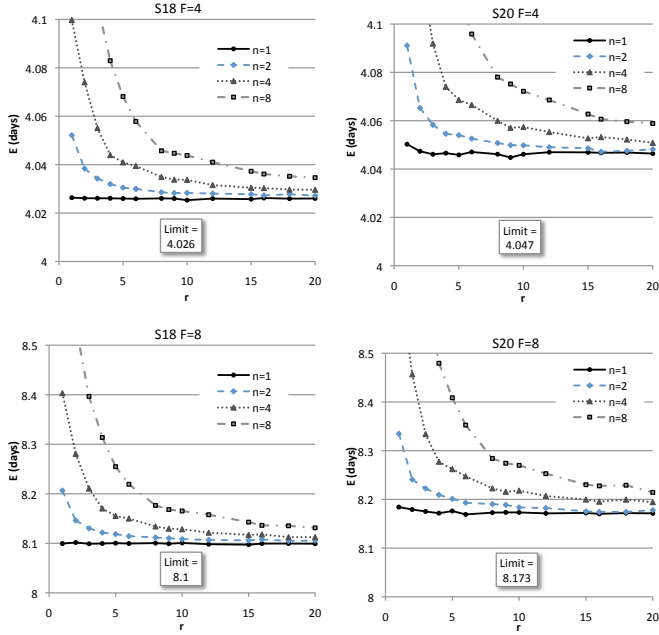 S18 F=4
4.1
4.08
4.06
4.04
4.02
4
E (days)
n=1
n=2
n=4
n=8
Limit =
4.026
0 5 10 15 20
r
S20 F=4
4.1
4.08
4.06
4.04
4.02
4
E (days)
n=1
n=2
n=4
n=8
Limit =
4.047
0 5 10 15 20
r
S18 F=8
8.5
8.4
8.3
8.2
8.1
8
E (days)
n=1
n=2
n=4
n=8
Limit =
8.1
0 5 10 15 20
r
S20 F=8
8.5
8.4
8.3
8.2
8.1
8
E (days)
n=1
n=2
n=4
n=8
Limit =
8.173
0 5 10 15 20
r